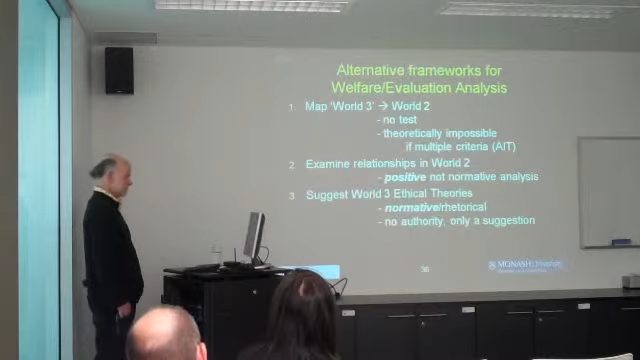 Alternative frameworks for
Welfare/Evaluation Analysis
1. Map ‘World 3’ → World 2
- no test
- theoretically impossible
if multiple criteria (AIT)
2. Examine relationships in World 2
- positive not normative analysis
3 Suggest World 3 Ethical Theories
- normative/rhetorical
- no authority, only a suggestion
MONASH University